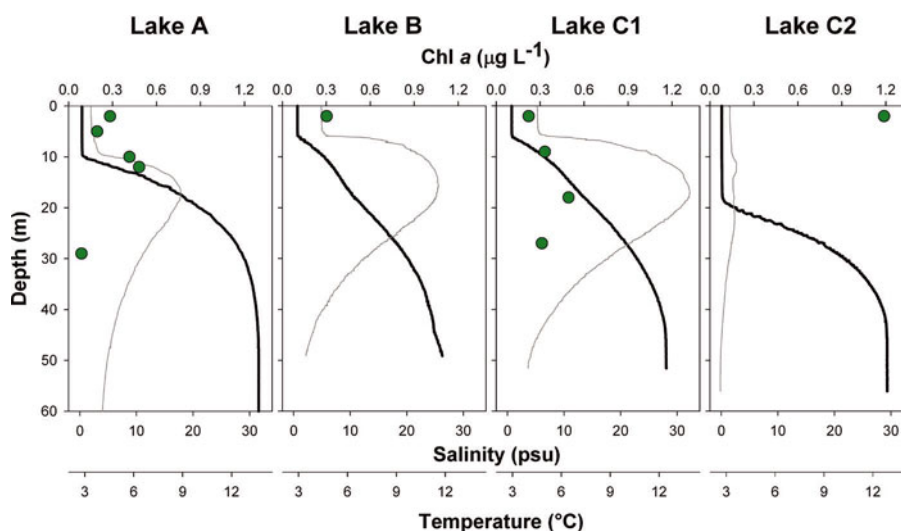 Lake A Lake B Lake C1 Lake C2
Chl a (µg L-1)
0.0 0.3 0.6 0.9 1.2 0.0 0.3 0.6 0.9 1.2 0.0 0.3 0.6 0.9 1.2 0.0 0.3 0.6 0.9 1.2
0
10
20
30
40
50
60
Depth (m)
0 10 20 30 0 10 20 30 0 10 20 30 0 10 20 30
Salinity (psu)
3 6 9 12 3 6 9 12 3 6 9 12 3 6 9 12
Temperature (°C)